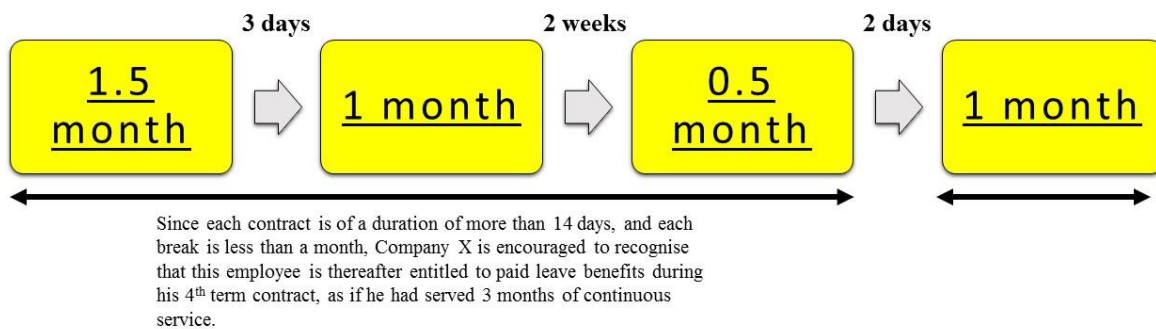 3 days
2 weeks
2 days
1.5
month
1 month
0.5
month
1 month
Since each contract is of a duration of more than 14 days, and each
break is less than a month, Company X is encouraged to recognise
that this employee is thereafter entitled to paid leave benefits during
his 4th term contract, as if he had served 3 months of continuous
service.